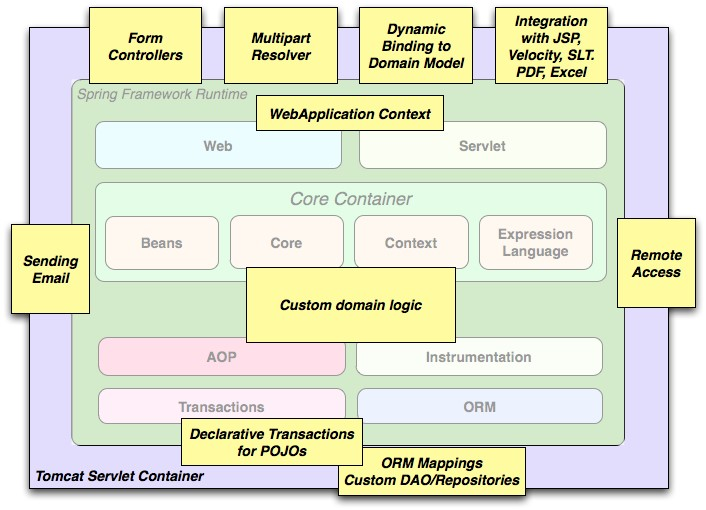 Form
Controllers
Multipart
Resolver
Dynamic
Binding to
Domain Model
Integration
with JSP,
Velocity, SLT.
PDF, Excel
Spring Framework Runtime
WebApplication Context
Web
Servlet
Core Container
Beans
Core
Context
Expression
Language
Sending
Email
Remote
Access
Custom domain logic
AOP
Instrumentation
Transactions
ORM
Declarative Transactions
for POJOs
ORM Mappings
Custom DAO/Repositories
Tomcat Servlet Container